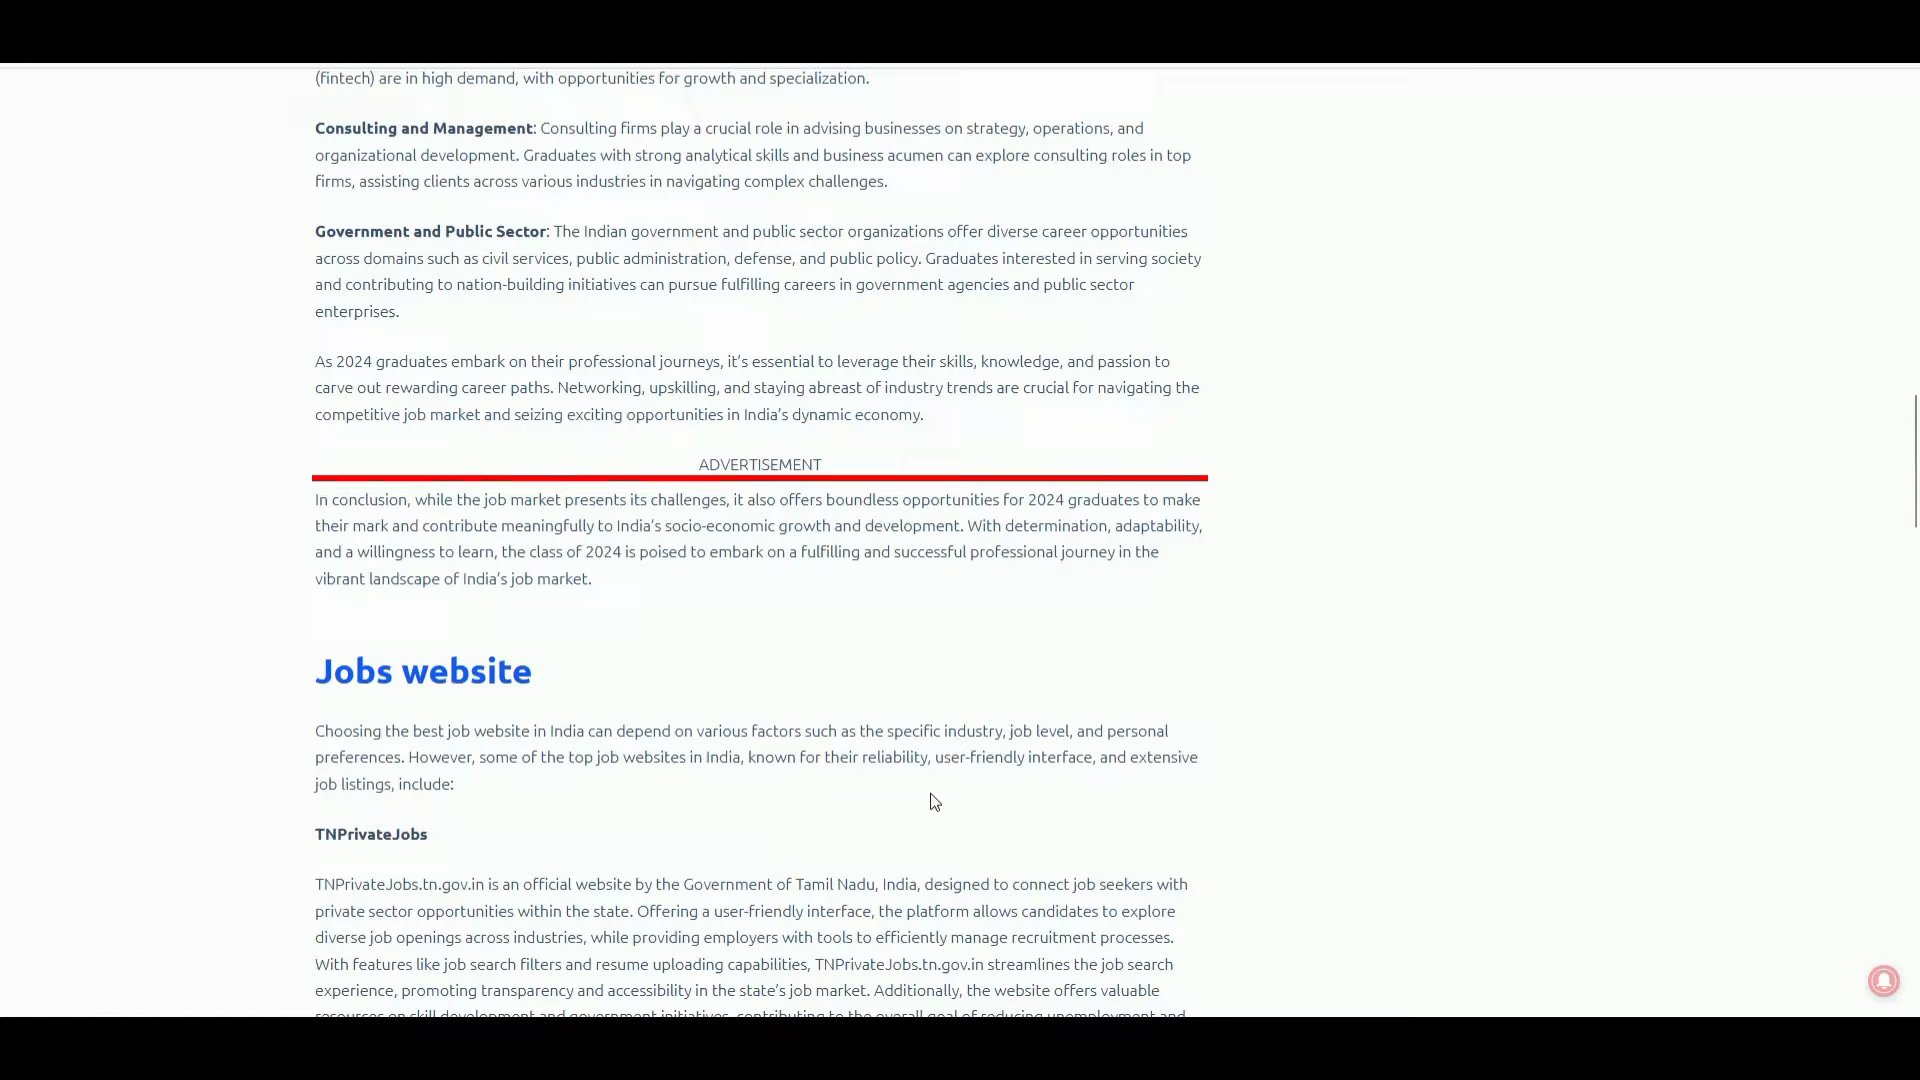 (fintech) are in high demand, with opportunities for growth and specialization.
Consulting and Management: Consulting firms play a crucial role in advising businesses on strategy, operations, and
organizational development. Graduates with strong analytical skills and business acumen can explore consulting roles in top
firms, assisting clients across various industries in navigating complex challenges.
Government and Public Sector: The Indian government and public sector organizations offer diverse career opportunities
across domains such as civil services, public administration, defense, and public policy. Graduates interested in serving society
and contributing to nation-building initiatives can pursue fulfilling careers in government agencies and public sector
enterprises.
As 2024 graduates embark on their professional journeys, it’s essential to leverage their skills, knowledge, and passion to
carve out rewarding career paths. Networking, upskilling, and staying abreast of industry trends are crucial for navigating the
competitive job market and seizing exciting opportunities in India’s dynamic economy.
ADVERTISEMENT
In conclusion, while the job market presents its challenges, it also offers boundless opportunities for 2024 graduates to make
their mark and contribute meaningfully to India’s socio-economic growth and development. With determination, adaptability,
and a willingness to learn, the class of 2024 is poised to embark on a fulfilling and successful professional journey in the
vibrant landscape of India’s job market.
Jobs website
Choosing the best job website in India can depend on various factors such as the specific industry, job level, and personal
preferences. However, some of the top job websites in India, known for their reliability, user-friendly interface, and extensive
job listings, include:
TNPrivateJobs
TNPrivateJobs.tn.gov.in is an official website by the Government of Tamil Nadu, India, designed to connect job seekers with
private sector opportunities within the state. Offering a user-friendly interface, the platform allows candidates to explore
diverse job openings across industries, while providing employers with tools to efficiently manage recruitment processes.
With features like job search filters and resume uploading capabilities, TNPrivateJobs.tn.gov.in streamlines the job search
experience, promoting transparency and accessibility in the state’s job market. Additionally, the website offers valuable
resources on skill development and government initiatives, contributing to the overall goal of reducing unemployment and